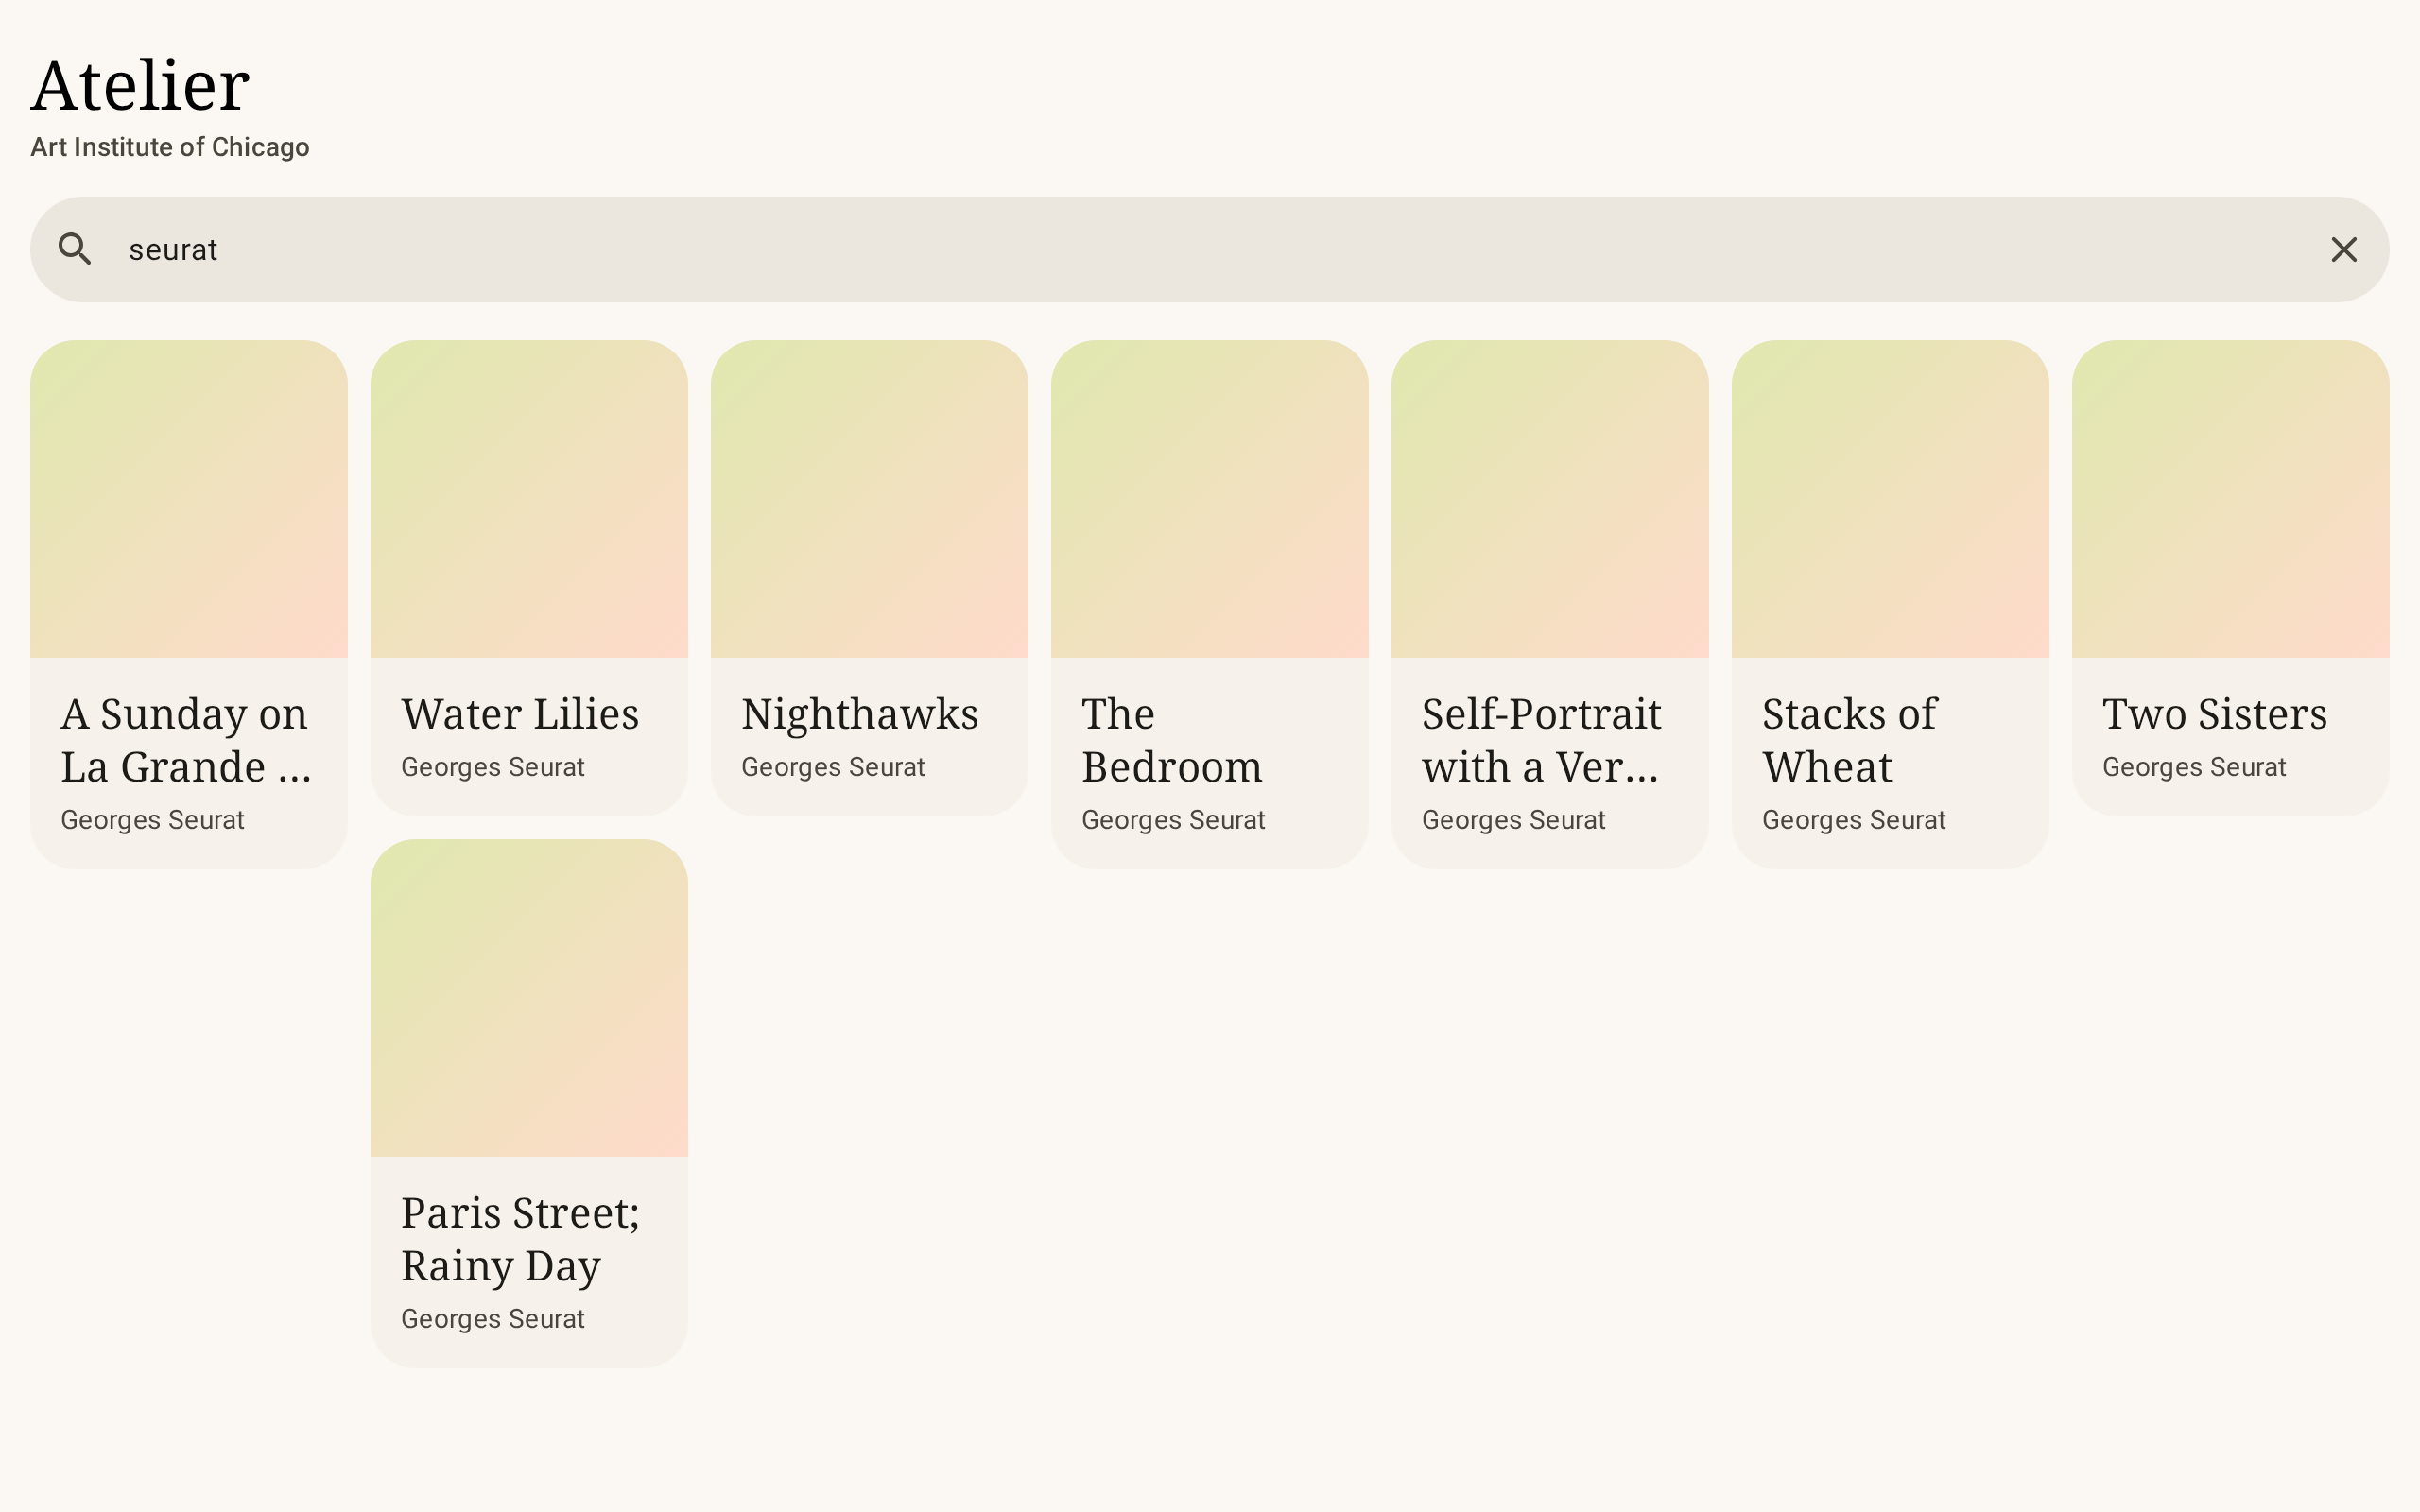 Atelier
Art Institute of Chicago
seurat
A Sunday on
La Grande ...
Georges Seurat
Water Lilies
Georges Seurat
Nighthawks
Georges Seurat
The
Bedroom
Georges Seurat
Self-Portrait
with a Ver...
Georges Seurat
Stacks of
Wheat
Georges Seurat
Two Sisters
Georges Seurat
Paris Street;
Rainy Day
Georges Seurat